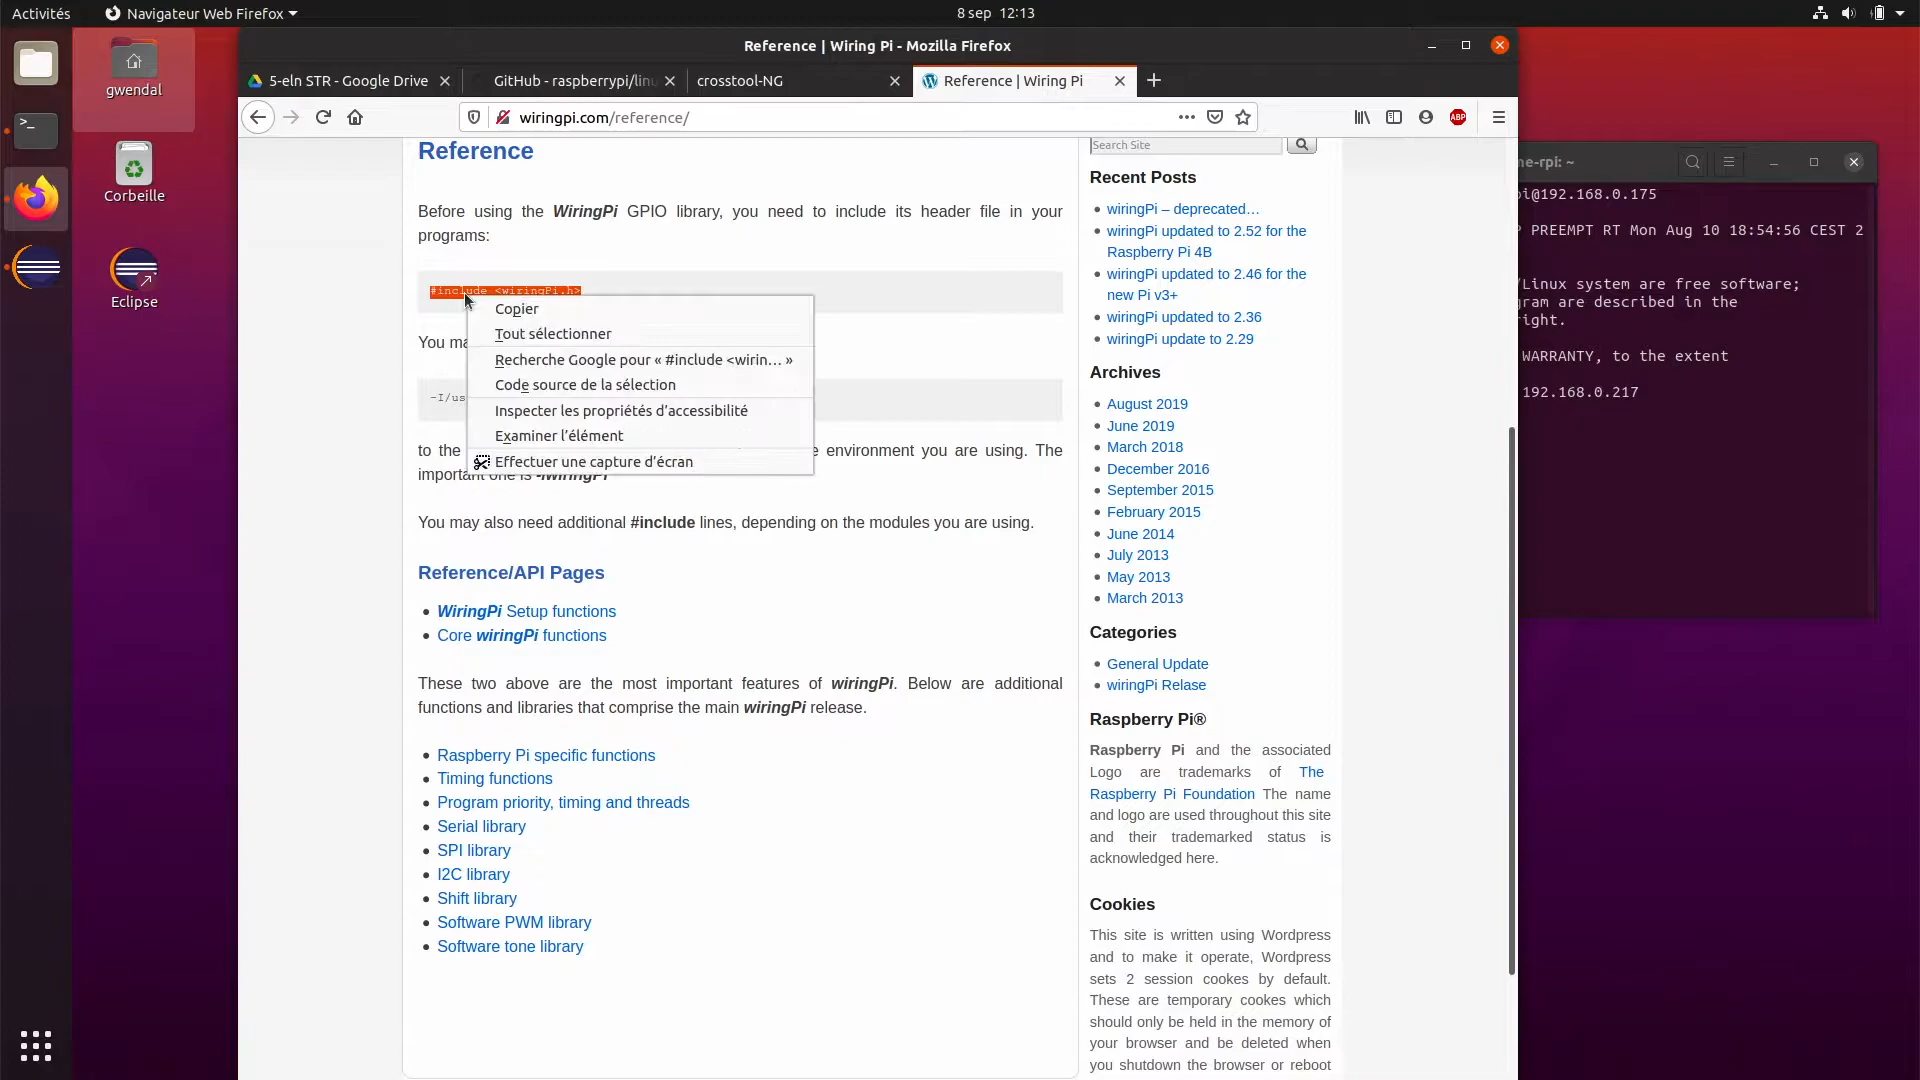 Activités
Navigateur Web Firefox
8 sep 12:13
gwendal
Corbeille
Eclipse
Reference | Wiring Pi - Mozilla Firefox
5-eln STR - Google Drive
GitHub - raspberrypi/linu
crosstool-NG
Reference | Wiring Pi
wiringpi.com/reference/
ABP
Reference
Before using the WiringPi GPIO library, you need to include its header file in your
programs:
#include <wiringPi.h>
You ma
-I/us
to the
e environment you are using. The
important one is -lwiringPi
You may also need additional #include lines, depending on the modules you are using.
Reference/API Pages
WiringPi Setup functions
Core wiringPi functions
These two above are the most important features of wiringPi. Below are additional
functions and libraries that comprise the main wiringPi release.
Raspberry Pi specific functions
Timing functions
Program priority, timing and threads
Serial library
SPI library
I2C library
Shift library
Software PWM library
Software tone library
Copier
Tout sélectionner
Recherche Google pour « #include <wirin… »
Code source de la sélection
Inspecter les propriétés d'accessibilité
Examiner l'élément
Effectuer une capture d'écran
Search Site
Recent Posts
wiringPi – deprecated…
wiringPi updated to 2.52 for the
Raspberry Pi 4B
wiringPi updated to 2.46 for the
new Pi v3+
wiringPi updated to 2.36
wiringPi update to 2.29
Archives
August 2019
June 2019
March 2018
December 2016
September 2015
February 2015
June 2014
July 2013
May 2013
March 2013
Categories
General Update
wiringPi Relase
Raspberry Pi®
Raspberry Pi and the associated
Logo are trademarks of The
Raspberry Pi Foundation The name
and logo are used throughout this site
and their trademarked status is
acknowledged here.
Cookies
This site is written using Wordpress
and to make it operate, Wordpress
sets 2 session cookes by default.
These are temporary cookes which
should only be held in the memory of
your browser and be deleted when
you shutdown the browser or reboot
me-rpi: ~
pi@192.168.0.175
P PREEMPT RT Mon Aug 10 18:54:56 CEST 2
/Linux system are free software;
gram are described in the
right.
WARRANTY, to the extent
192.168.0.217